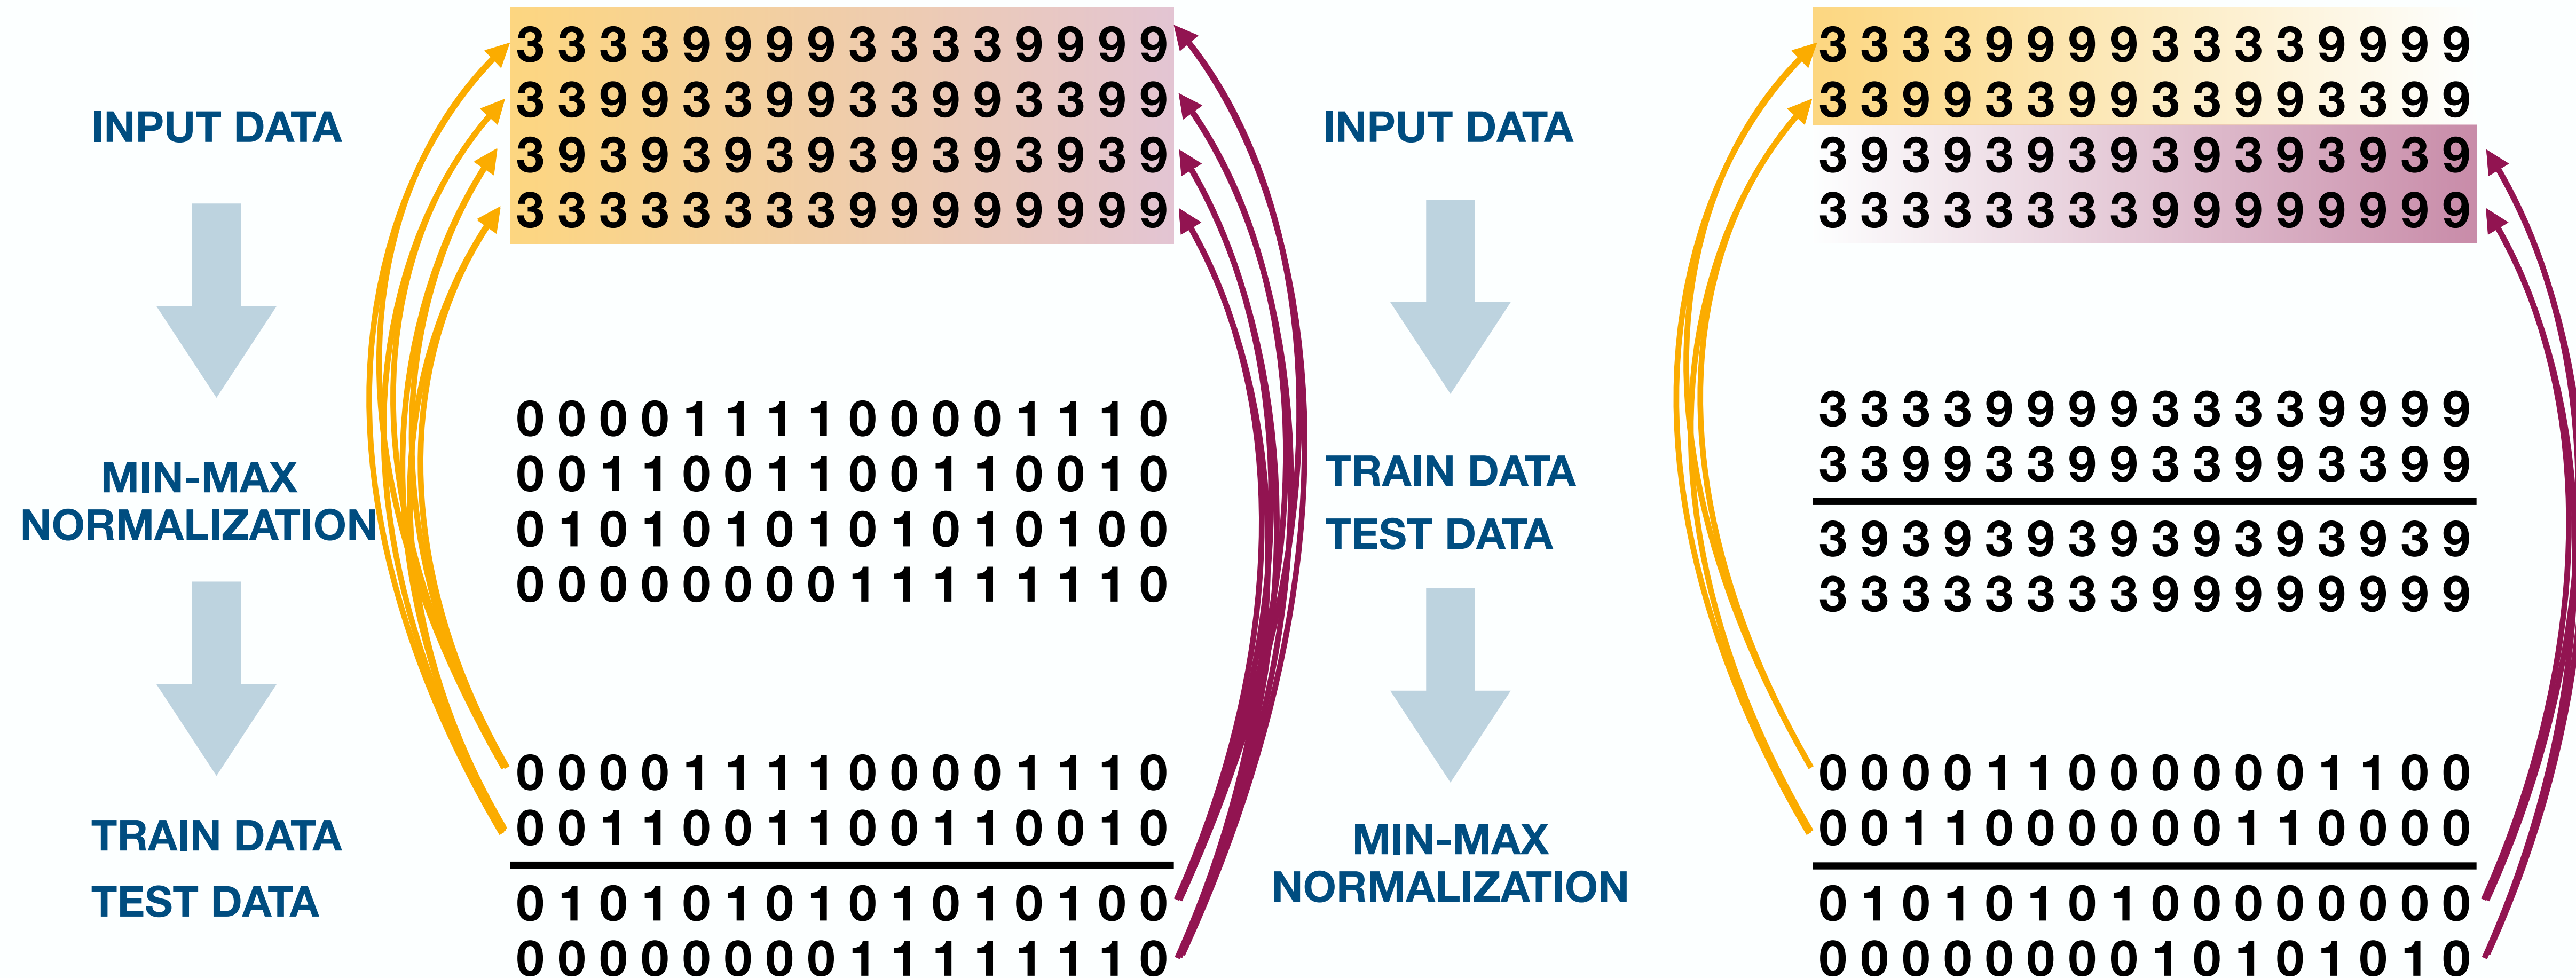 INPUT DATA
3 3 3 3 9 9 9 9 3 3 3 3 9 9 9 9
3 3 9 9 3 3 9 9 3 3 9 9 3 3 9 9
3 9 3 9 3 9 3 9 3 9 3 9 3 9 3 9
3 3 3 3 3 3 3 3 9 9 9 9 9 9 9 9
MIN-MAX
NORMALIZATION
0 0 0 0 1 1 1 1 0 0 0 0 1 1 1 0
0 0 1 1 0 0 1 1 0 0 1 1 0 0 1 0
0 1 0 1 0 1 0 1 0 1 0 1 0 1 0 0
0 0 0 0 0 0 0 0 1 1 1 1 1 1 1 0
TRAIN DATA
TEST DATA
0 0 0 0 1 1 1 1 0 0 0 0 1 1 1 0
0 0 1 1 0 0 1 1 0 0 1 1 0 0 1 0
0 1 0 1 0 1 0 1 0 1 0 1 0 1 0 0
0 0 0 0 0 0 0 0 1 1 1 1 1 1 1 0
INPUT DATA
3 3 3 3 9 9 9 9 3 3 3 3 9 9 9 9
3 3 9 9 3 3 9 9 3 3 9 9 3 3 9 9
3 9 3 9 3 9 3 9 3 9 3 9 3 9 3 9
3 3 3 3 3 3 3 3 9 9 9 9 9 9 9 9
TRAIN DATA
TEST DATA
3 3 3 3 9 9 9 9 3 3 3 3 9 9 9 9
3 3 9 9 3 3 9 9 3 3 9 9 3 3 9 9
3 9 3 9 3 9 3 9 3 9 3 9 3 9 3 9
3 3 3 3 3 3 3 3 9 9 9 9 9 9 9 9
MIN-MAX
NORMALIZATION
0 0 0 0 1 1 0 0 0 0 0 0 1 1 0 0
0 0 1 1 0 0 0 0 0 0 1 1 0 0 0 0
0 1 0 1 0 1 0 1 0 0 0 0 0 0 0 0
0 0 0 0 0 0 0 0 1 0 1 0 1 0 1 0